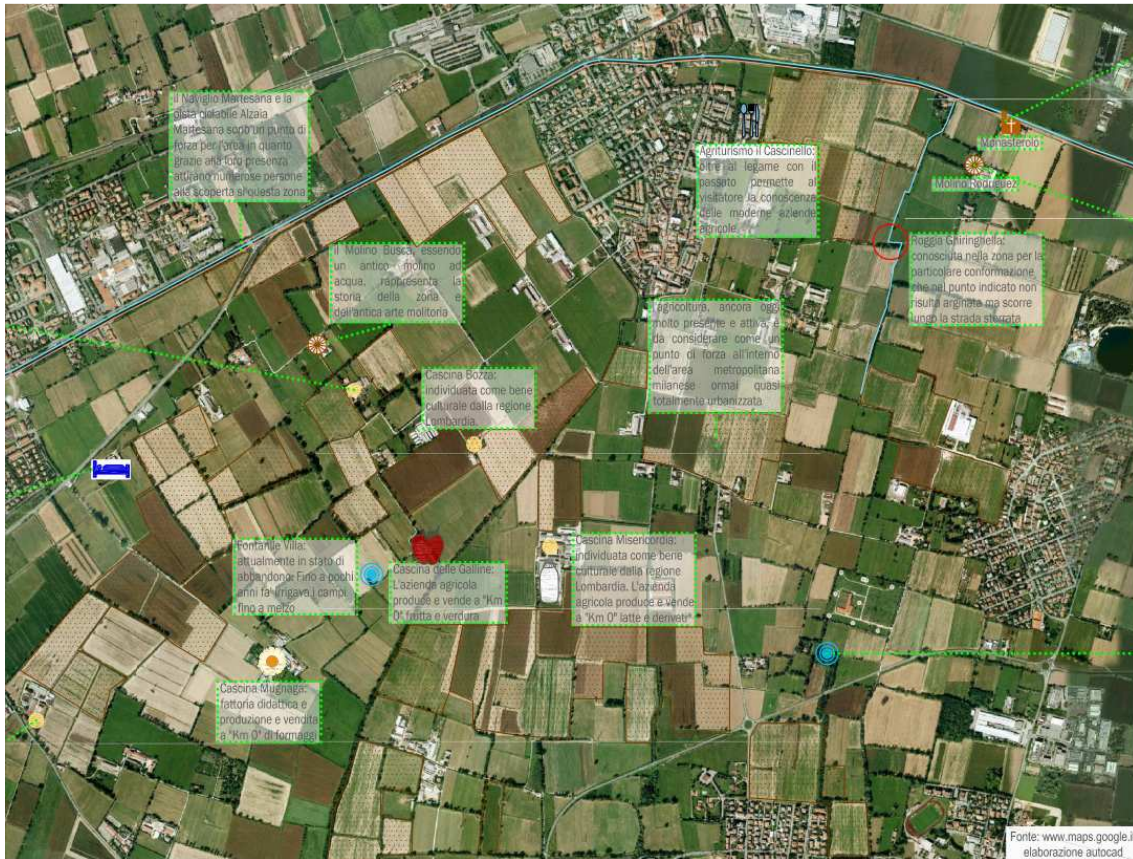 Il Naviglio Martesana e la
pista ciclabile Alzaia
Martesana sono un punto di
forza per l'area in quanto
grazie alla loro presenza
attirano numerose persone
alla scoperta si questa zona
Agriturismo il Cascinello:
oltre al legame con il
passato permette al
visitatore la conoscenza
delle moderne aziende
agricole.
Monasterolo
Molino Rodriguez
Il Molino Busca, essendo
un antico molino ad
acqua, rappresenta la
storia della zona e
dell'antica arte molitoria
Roggia Ghiringhella:
conosciuta nella zona per la
particolare conformazione
che nel punto indicato non
risulta arginata ma scorre
lungo la strada sterrata
l'agricoltura, ancora oggi
molto presente e attiva, è
da considerare come un
punto di forza all'interno
dell'area metropolitana
milanese ormai quasi
totalmente urbanizzata
Cascina Bozza:
individuata come bene
culturale dalla regione
Lombardia.
Fontanile Villa:
attualmente in stato di
abbandono. Fino a pochi
anni fa' irrigava i campi
fino a melzo
Cascina delle Galline:
L'azienda agricola
produce e vende a "Km
0" frutta e verdura
Cascina Misericordia:
individuata come bene
culturale dalla regione
Lombardia. L'azienda
agricola produce e vende
a "Km 0" latte e derivati"
Cascina Mugnaga:
fattoria didattica e
produzione e vendita
a "Km 0" di formaggi
Fonte: www.maps.google.i
elaborazione autocad